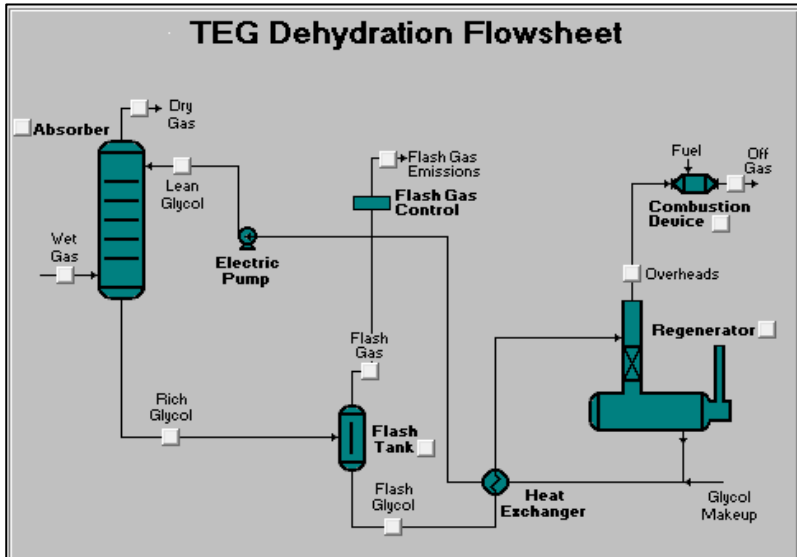 TEG Dehydration Flowsheet
Dry
Gas
Absorber
Lean
Glycol
Wet
Gas
Electric
Pump
Flash Gas
Emissions
Flash Gas
Control
Fuel
Off
Gas
Combustion
Device
Overheads
Regenerator
Flash
Gas
Rich
Glycol
Flash
Tank
Flash
Glycol
Heat
Exchanger
Glycol
Makeup